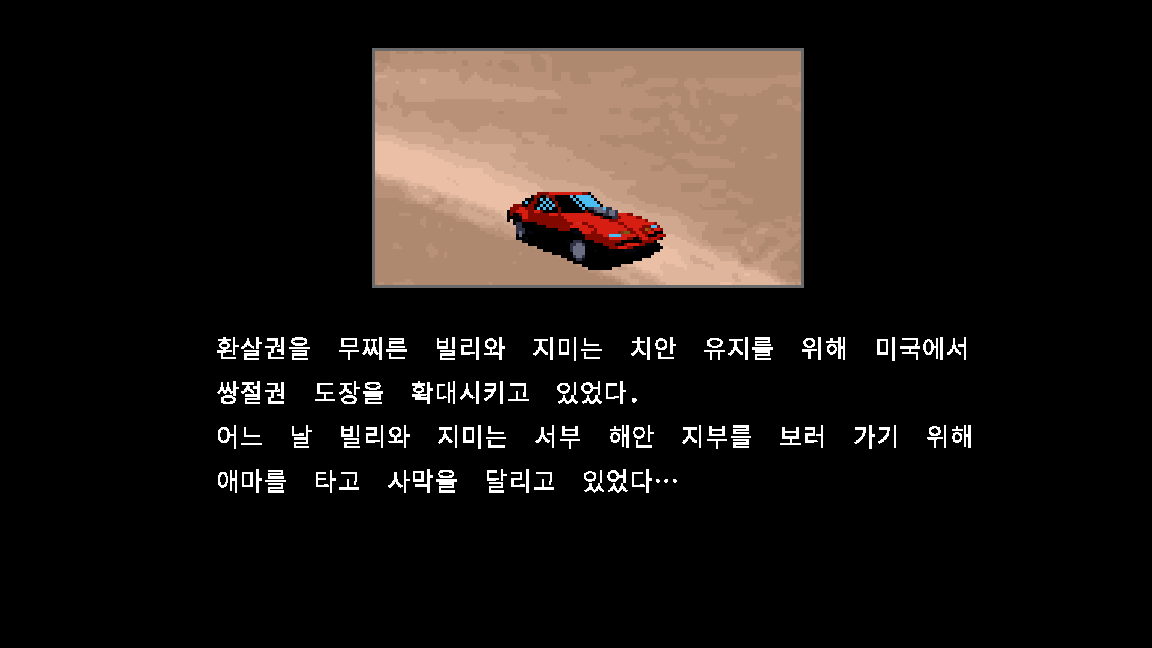 환살권을 무찌른 빌리와 지미는 치안 유지를 위해 미국에서
쌍절권 도장을 확대시키고 있었다.
어느 날 빌리와 지미는 서부 해안 지부를 보러 가기 위해
애마를 타고 사막을 달리고 있었다…